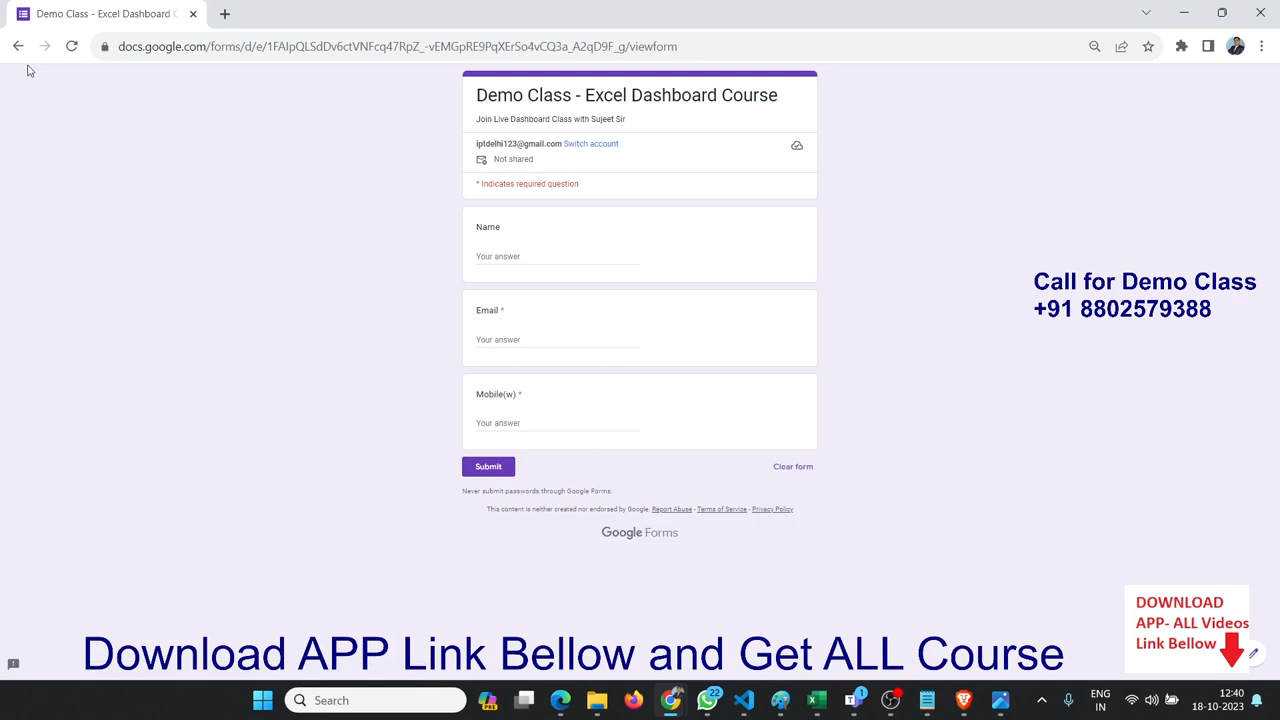 Demo Class - Excel Dashboard C
docs.google.com/forms/d/e/1FAIpQLSdDv6ctVNFcq47RpZ_-vEMGpRE9PqXErSo4vCQ3a_A2qD9F_g/viewform
Demo Class - Excel Dashboard Course
Join Live Dashboard Class with Sujeet Sir
iptdelhi123@gmail.com Switch account
Not shared
* Indicates required question
Name
Your answer
Email *
Your answer
Mobile(w) *
Your answer
Submit
Clear form
Never submit passwords through Google Forms.
This content is neither created nor endorsed by Google. Report Abuse - Terms of Service - Privacy Policy
Google Forms
Call for Demo Class
+91 8802579388
DOWNLOAD
APP- ALL Videos
Link Bellow
Download APP Link Bellow and Get ALL Course
Search
22
1
ENG
IN
12:40
18-10-2023